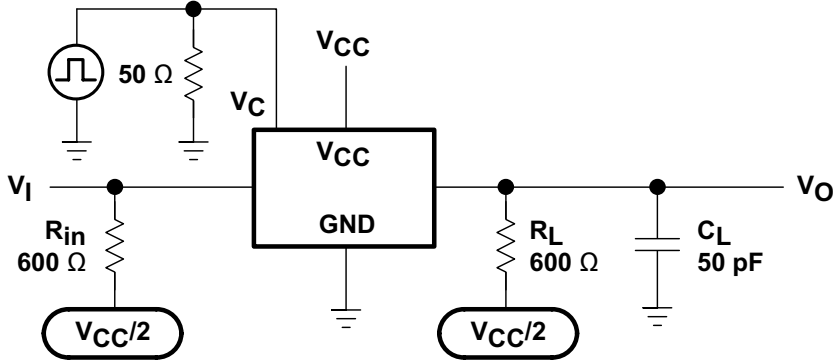 VCC
50 Ω
VC
VCC
VI
VO
GND
Rin
600 Ω
RL
600 Ω
CL
50 pF
VCC/2
VCC/2